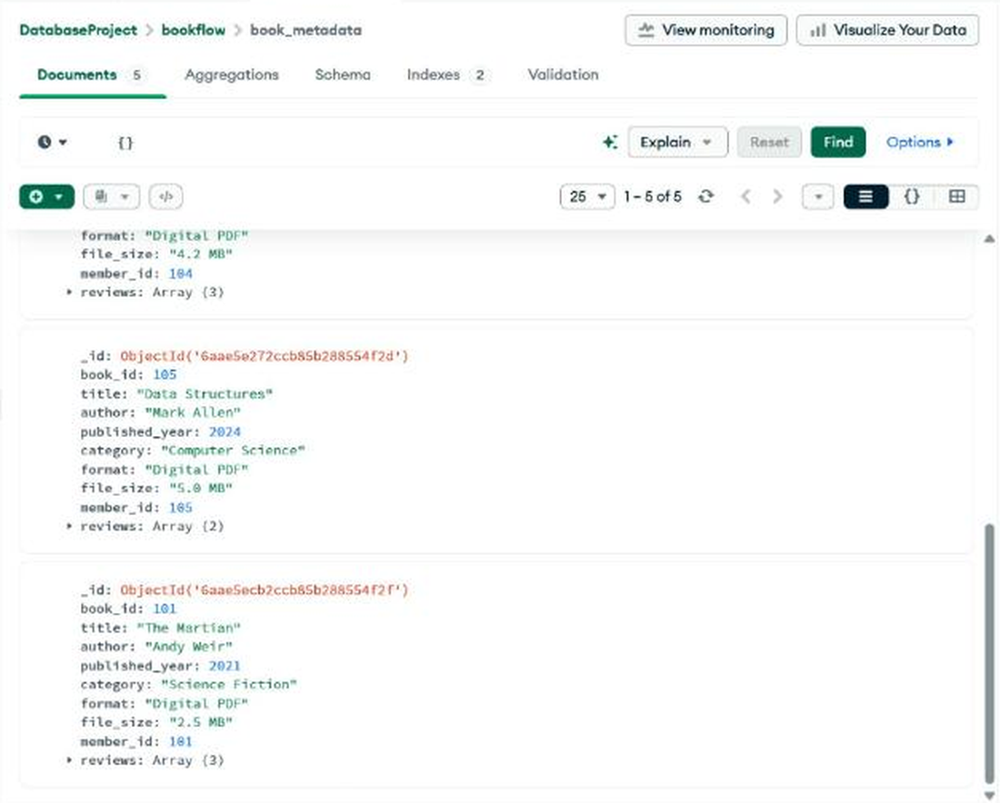 DatabaseProject > bookflow > book_metadata
View monitoring
Visualize Your Data
Documents 5
Aggregations
Schema
Indexes 2
Validation
{}
Explain
Reset
Find
Options
</>
25
1 – 5 of 5
{}
format: "Digital PDF"
file_size: "4.2 MB"
member_id: 104
reviews: Array (3)
_id: ObjectId('6aae5e272ccb85b288554f2d')
book_id: 105
title: "Data Structures"
author: "Mark Allen"
published_year: 2024
category: "Computer Science"
format: "Digital PDF"
file_size: "5.0 MB"
member_id: 105
reviews: Array (2)
_id: ObjectId('6aae5ecb2ccb85b288554f2f')
book_id: 101
title: "The Martian"
author: "Andy Weir"
published_year: 2021
category: "Science Fiction"
format: "Digital PDF"
file_size: "2.5 MB"
member_id: 101
reviews: Array (3)